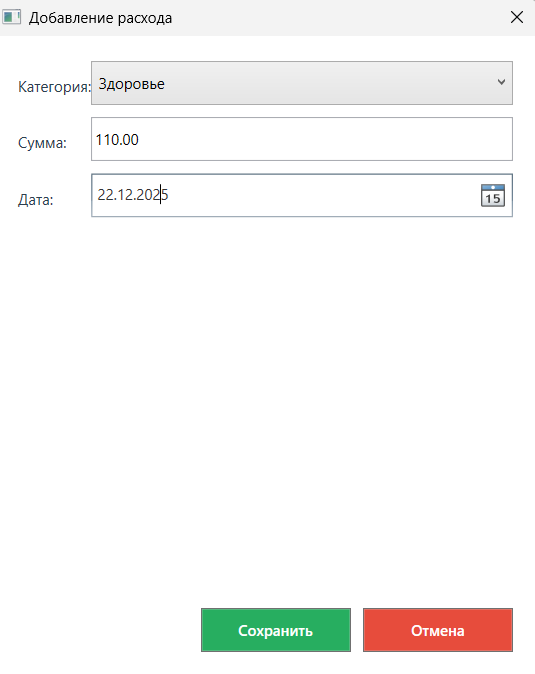 Добавление расхода
Категория: Здоровье
Сумма: 110.00
Дата: 22.12.2025 15
Сохранить Отмена